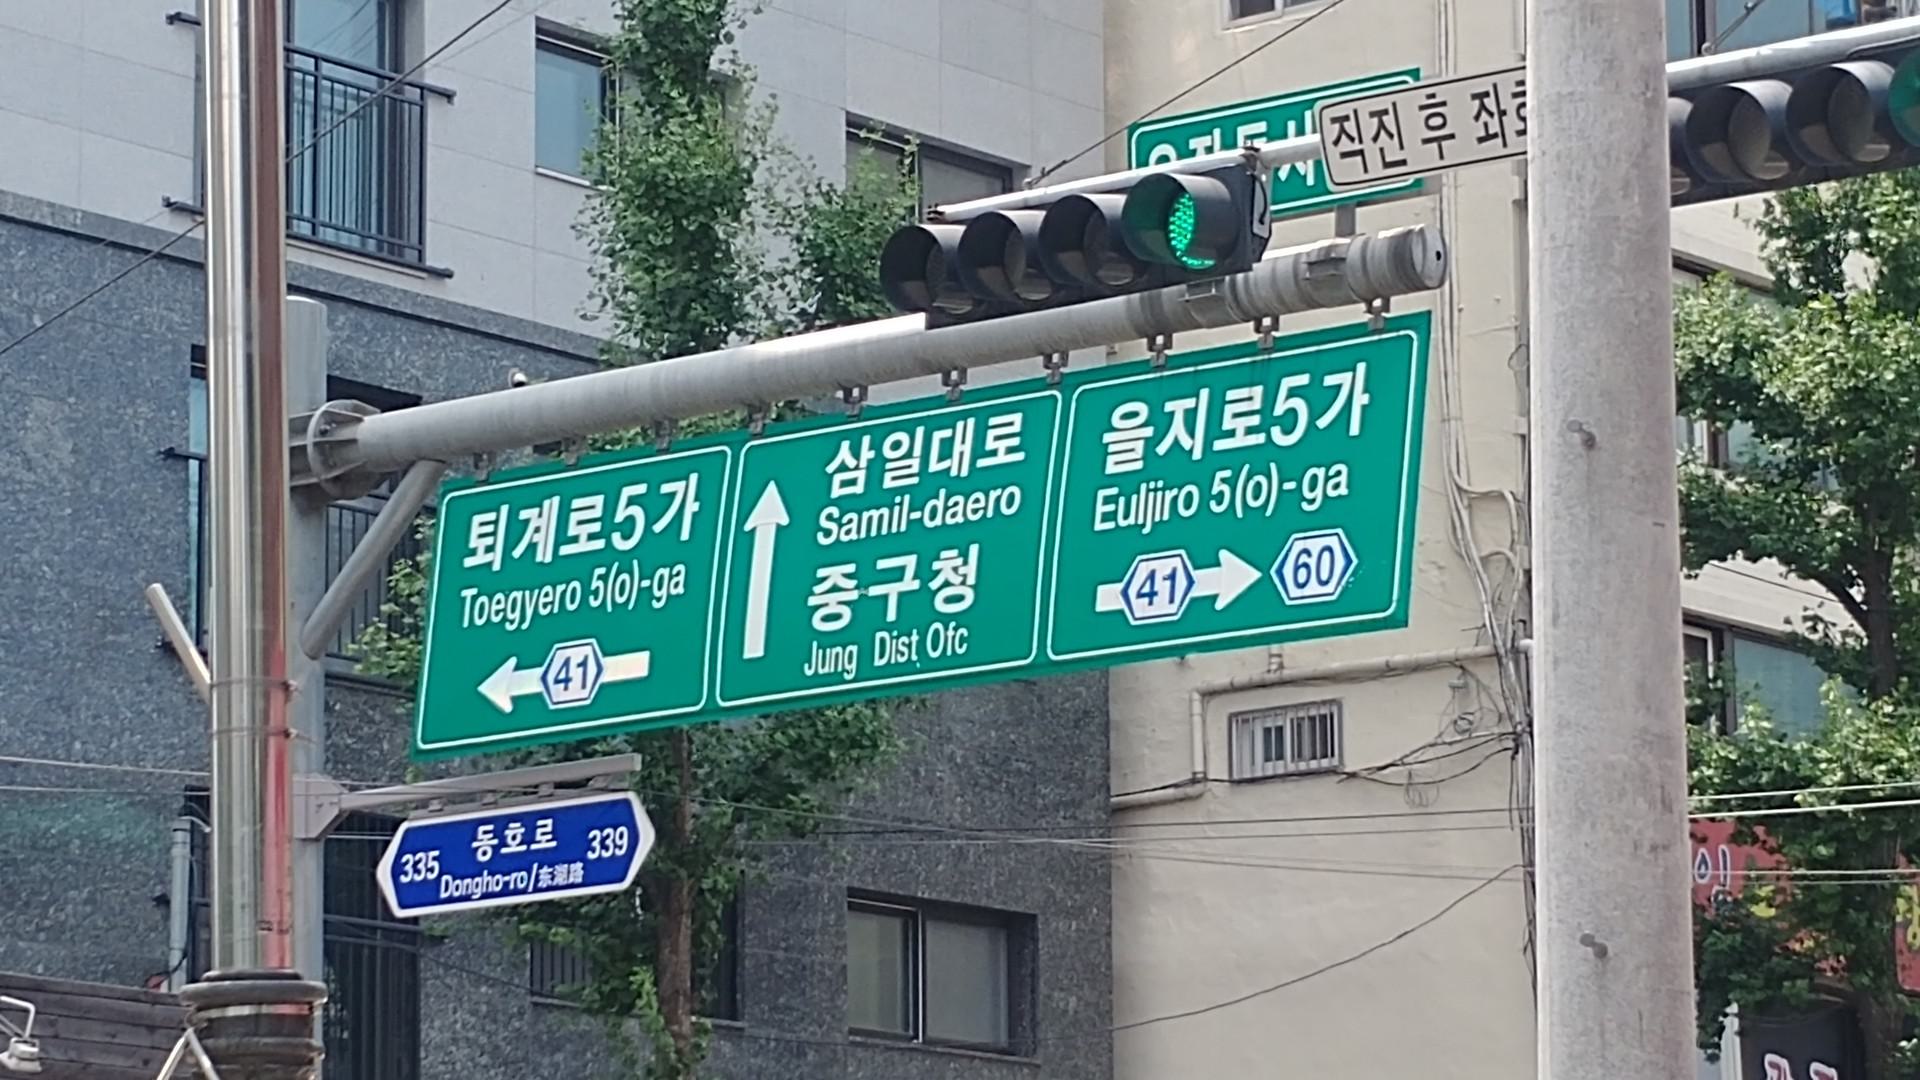 직진 후
퇴계로5가
Toegyero 5(o)-ga
41
삼일대로
Samil-daero
중구청
Jung Dist Ofc
을지로5가
Euljiro 5(o)-ga
41
60
335 동호로 339
Dongho-ro/东湖路